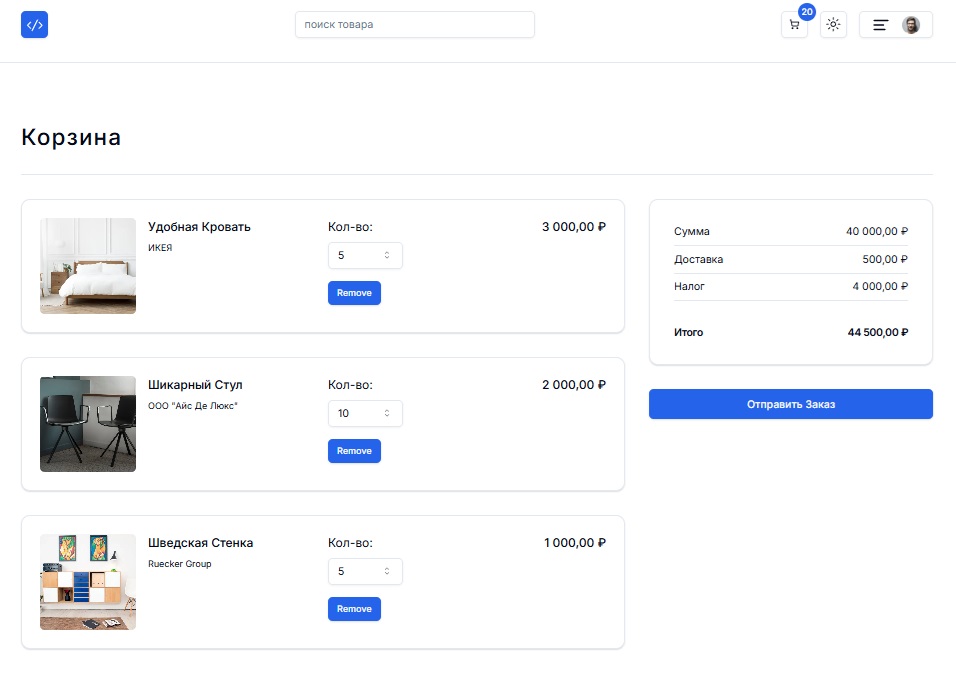 </>
поиск товара
20
Корзина
Удобная Кровать
ИКЕЯ
Кол-во:
5
Remove
3 000,00 ₽
Шикарный Стул
ООО "Айс Де Люкс"
Кол-во:
10
Remove
2 000,00 ₽
Шведская Стенка
Ruecker Group
Кол-во:
5
Remove
1 000,00 ₽
Сумма 40 000,00 ₽
Доставка 500,00 ₽
Налог 4 000,00 ₽
Итого 44 500,00 ₽
Отправить Заказ